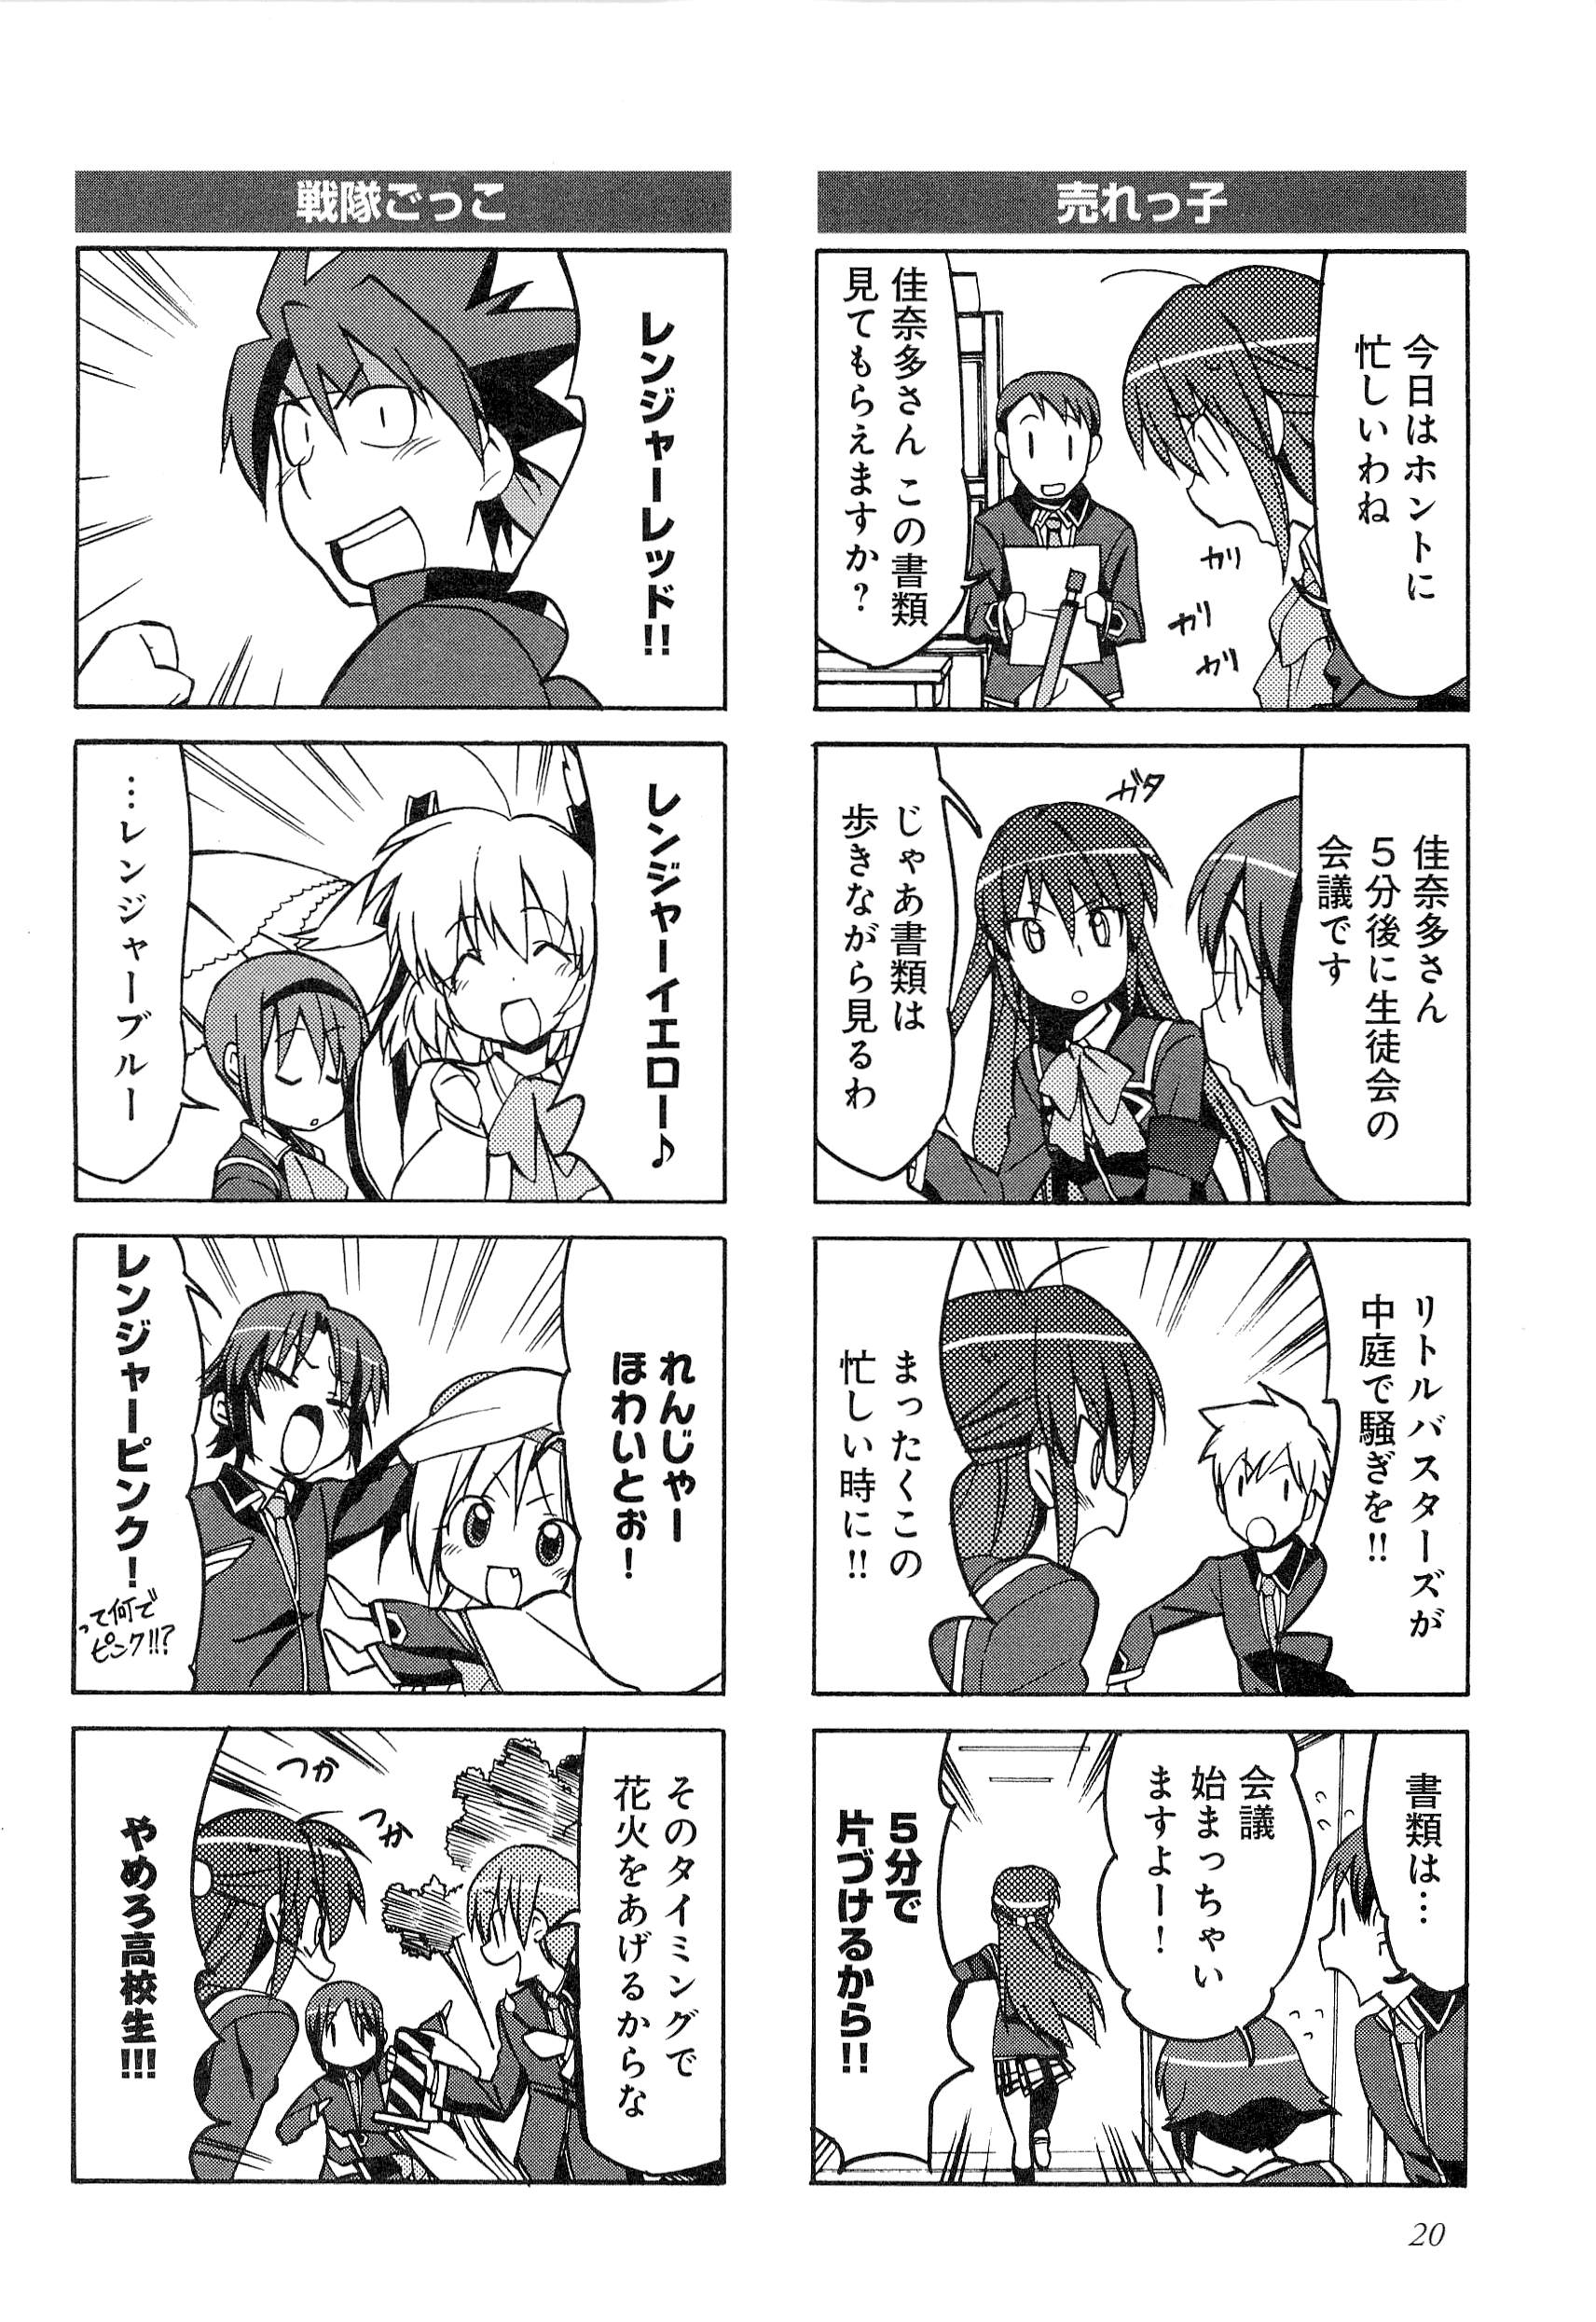 売れっ子
今日はホントに
忙しいわね
佳奈多さん この書類
見てもらえますか？
カリ
カリ
カリ
佳奈多さん
５分後に生徒会の
会議です
ガタ
じゃあ書類は
歩きながら見るわ
リトルバスターズが
中庭で騒ぎを!!
まったくこの
忙しい時に!!
書類は…
会議
始まっちゃい
ますよー！
５分で
片づけるから!!
戦隊ごっこ
レンジャーレッド!!
レンジャーイエロー♪
…レンジャーブルー
れんじゃー
ほわいとぉ！
レンジャーピンク！
って何で
ピンク!!?
そのタイミングで
花火をあげるからな
つか
つか
やめろ高校生!!!
20